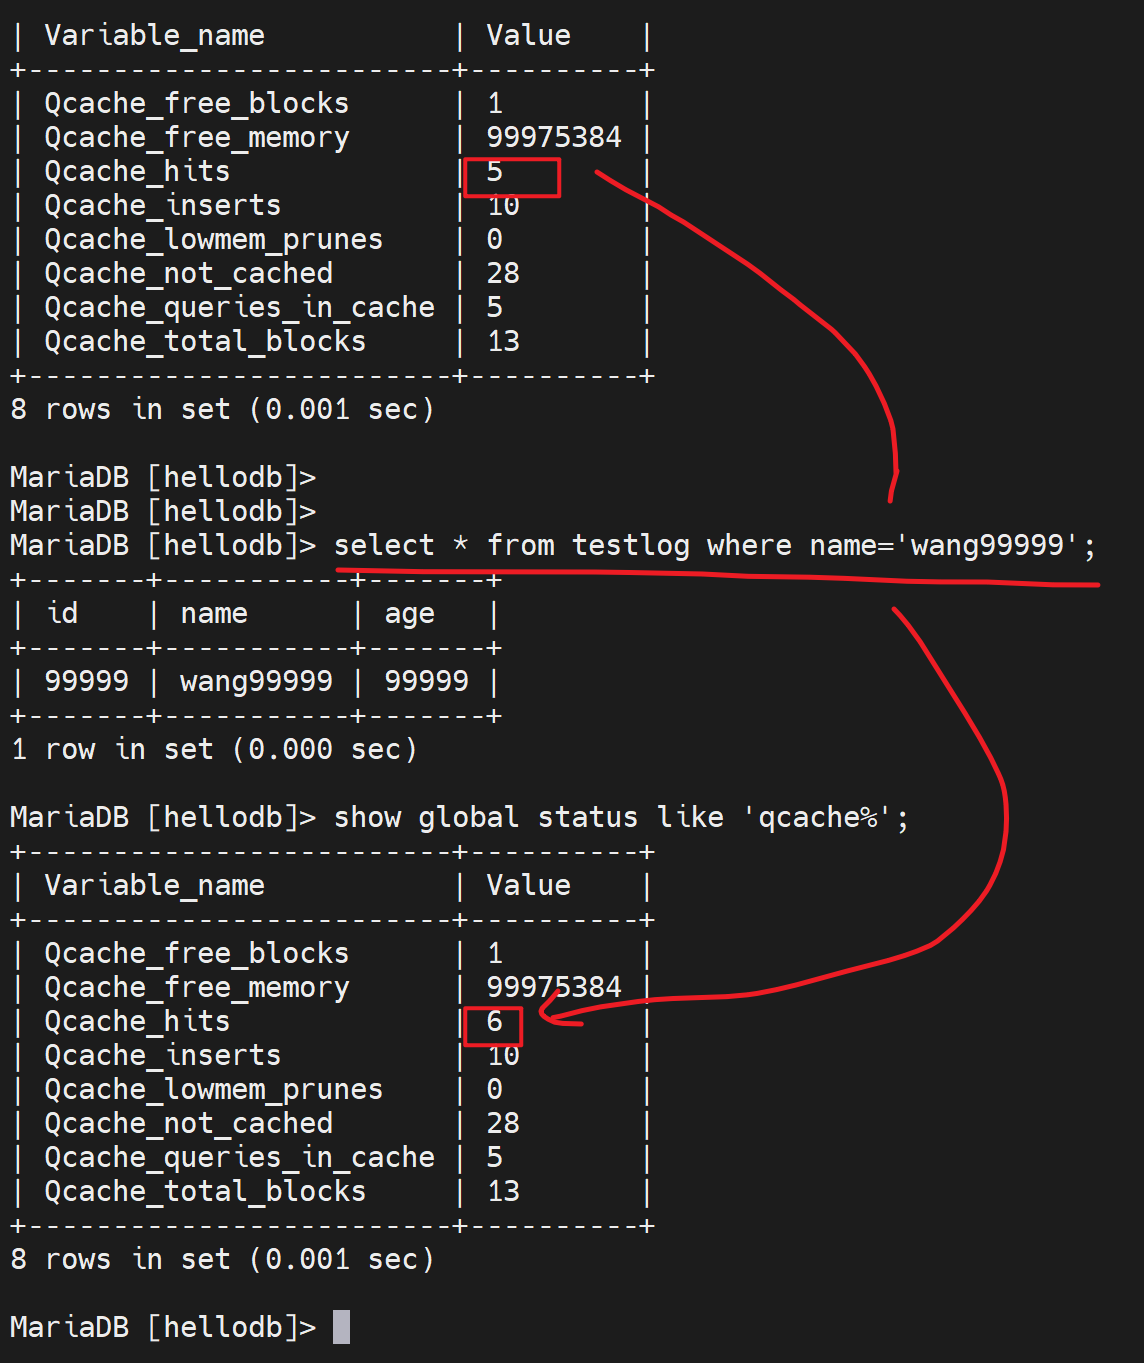 | Variable_name           | Value    |
+-------------------------+----------+
| Qcache_free_blocks      | 1        |
| Qcache_free_memory      | 99975384 |
| Qcache_hits             | 5        |
| Qcache_inserts          | 10       |
| Qcache_lowmem_prunes    | 0        |
| Qcache_not_cached       | 28       |
| Qcache_queries_in_cache | 5        |
| Qcache_total_blocks     | 13       |
+-------------------------+----------+
8 rows in set (0.001 sec)

MariaDB [hellodb]>
MariaDB [hellodb]>
MariaDB [hellodb]> select * from testlog where name='wang99999';
+-------+-----------+-------+
| id    | name      | age   |
+-------+-----------+-------+
| 99999 | wang99999 | 99999 |
+-------+-----------+-------+
1 row in set (0.000 sec)

MariaDB [hellodb]> show global status like 'qcache%';
+-------------------------+----------+
| Variable_name           | Value    |
+-------------------------+----------+
| Qcache_free_blocks      | 1        |
| Qcache_free_memory      | 99975384 |
| Qcache_hits             | 6        |
| Qcache_inserts          | 10       |
| Qcache_lowmem_prunes    | 0        |
| Qcache_not_cached       | 28       |
| Qcache_queries_in_cache | 5        |
| Qcache_total_blocks     | 13       |
+-------------------------+----------+
8 rows in set (0.001 sec)

MariaDB [hellodb]>